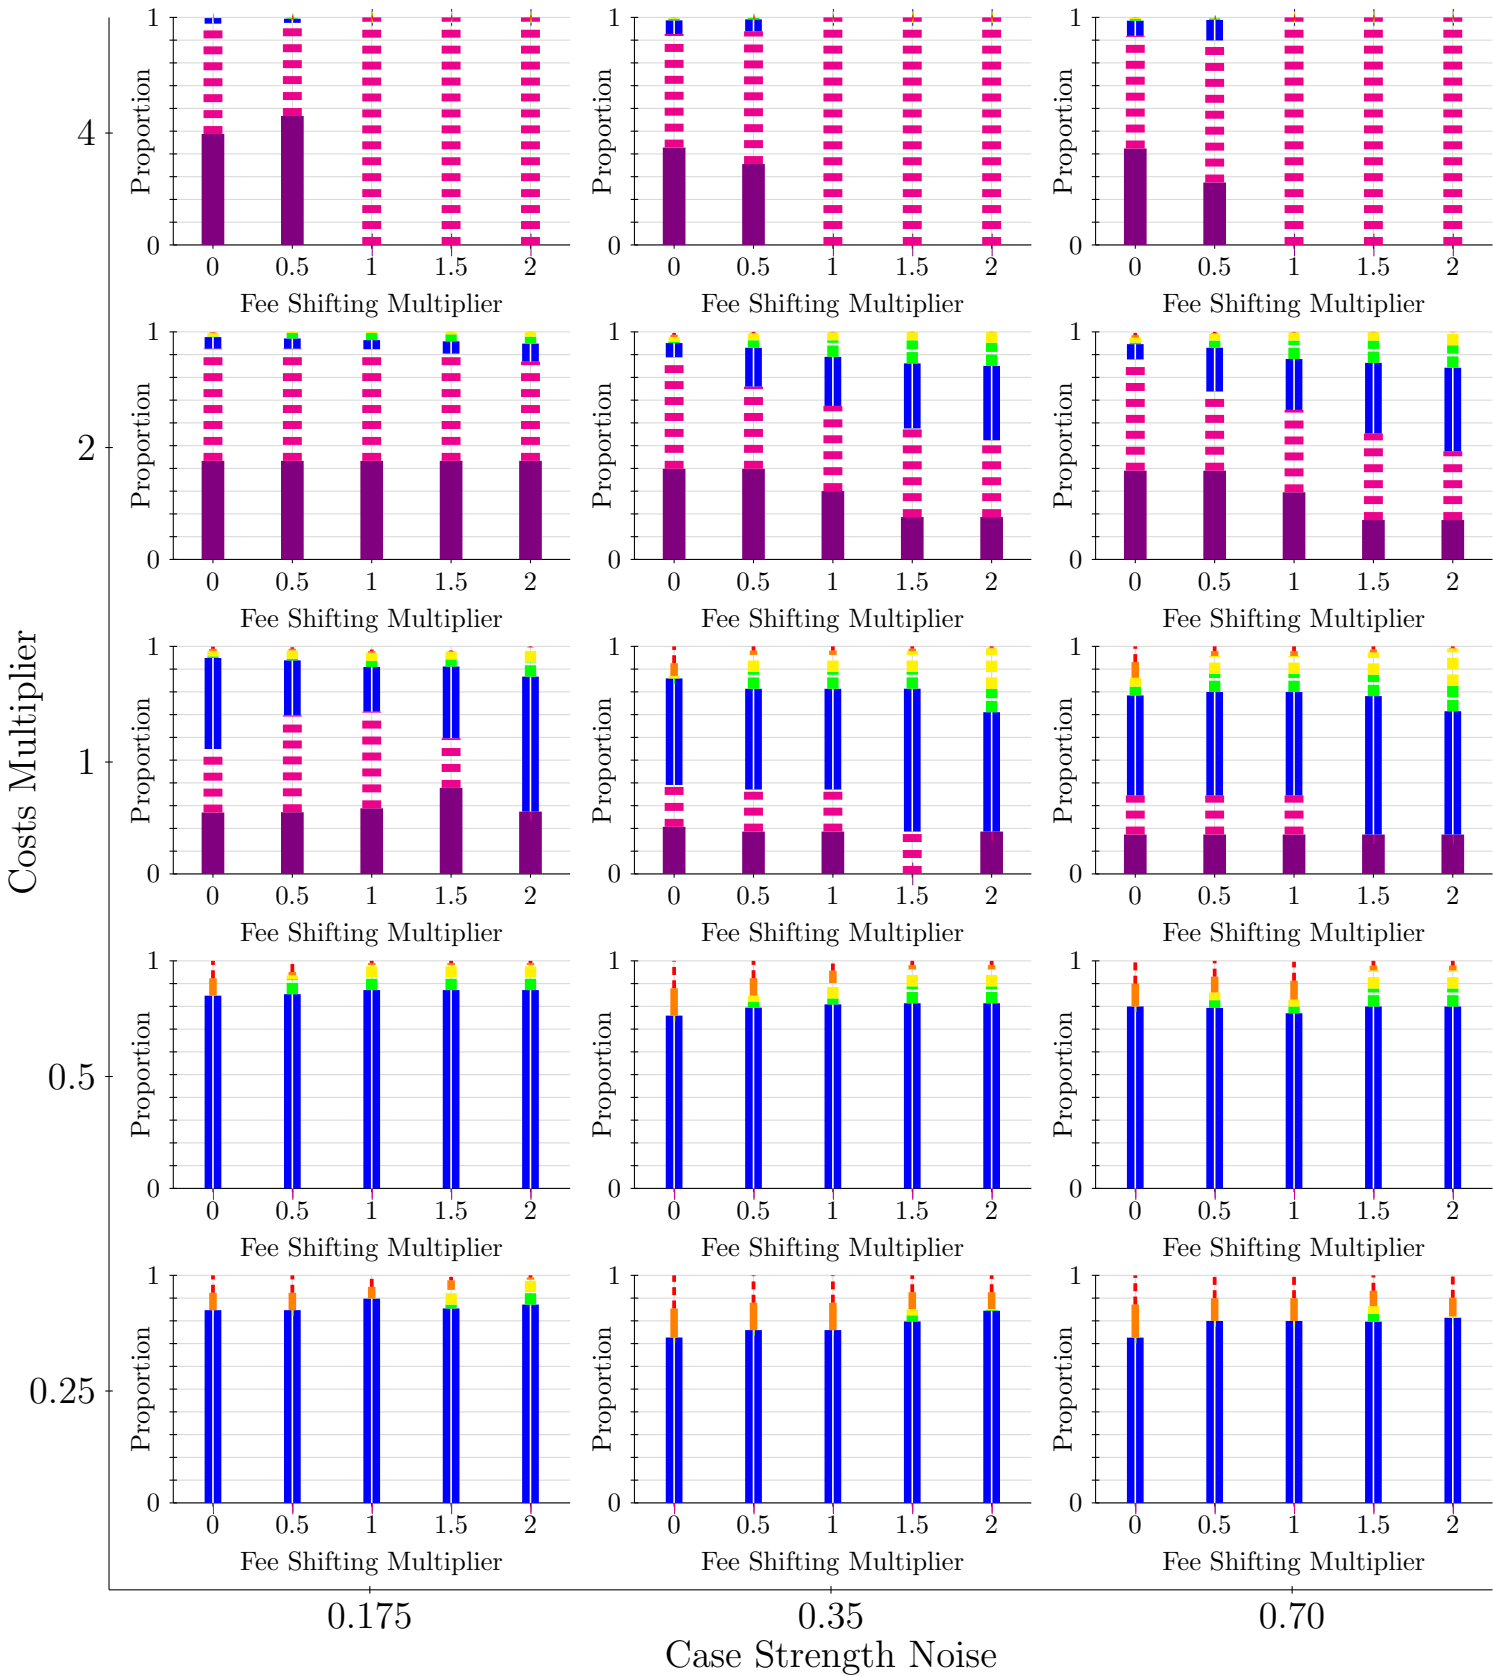 1 1 1
Proportion Proportion Proportion
4
0 0 0
0 0.5 1 1.5 2 0 0.5 1 1.5 2 0 0.5 1 1.5 2
Fee Shifting Multiplier Fee Shifting Multiplier Fee Shifting Multiplier
1 1 1
Proportion Proportion Proportion
2
0 0 0
0 0.5 1 1.5 2 0 0.5 1 1.5 2 0 0.5 1 1.5 2
Fee Shifting Multiplier Fee Shifting Multiplier Fee Shifting Multiplier
Costs Multiplier
1 1 1
Proportion Proportion Proportion
1
0 0 0
0 0.5 1 1.5 2 0 0.5 1 1.5 2 0 0.5 1 1.5 2
Fee Shifting Multiplier Fee Shifting Multiplier Fee Shifting Multiplier
1 1 1
Proportion Proportion Proportion
0.5
0 0 0
0 0.5 1 1.5 2 0 0.5 1 1.5 2 0 0.5 1 1.5 2
Fee Shifting Multiplier Fee Shifting Multiplier Fee Shifting Multiplier
1 1 1
Proportion Proportion Proportion
0.25
0 0 0
0 0.5 1 1.5 2 0 0.5 1 1.5 2 0 0.5 1 1.5 2
Fee Shifting Multiplier Fee Shifting Multiplier Fee Shifting Multiplier
0.175 0.35 0.70
Case Strength Noise